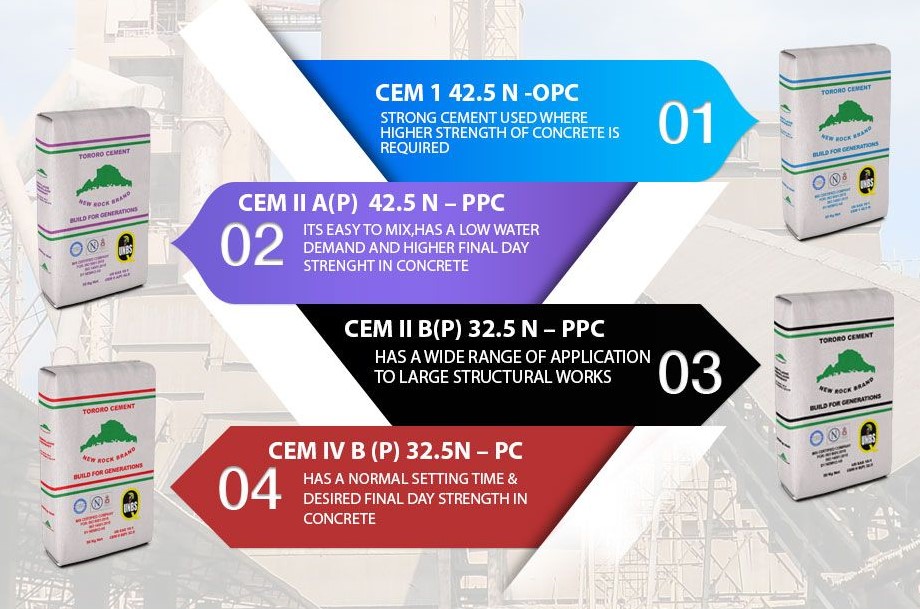 CEM 1 42.5 N -OPC
STRONG CEMENT USED WHERE
HIGHER STRENGTH OF CONCRETE IS
REQUIRED
01
TORORO CEMENT
NEW ROCK BRAND
BUILD FOR GENERATIONS
UNBS
CEM II A(P) 42.5 N – PPC
02
ITS EASY TO MIX,HAS A LOW WATER
DEMAND AND HIGHER FINAL DAY
STRENGHT IN CONCRETE
TORORO CEMENT
NEW ROCK BRAND
BUILD FOR GENERATIONS
UNBS
CEM II B(P) 32.5 N – PPC
HAS A WIDE RANGE OF APPLICATION
TO LARGE STRUCTURAL WORKS
03
TORORO CEMENT
NEW ROCK BRAND
BUILD FOR GENERATIONS
UNBS
CEM IV B (P) 32.5N – PC
04
HAS A NORMAL SETTING TIME &
DESIRED FINAL DAY STRENGTH IN
CONCRETE
TORORO CEMENT
NEW ROCK BRAND
BUILD FOR GENERATIONS
UNBS